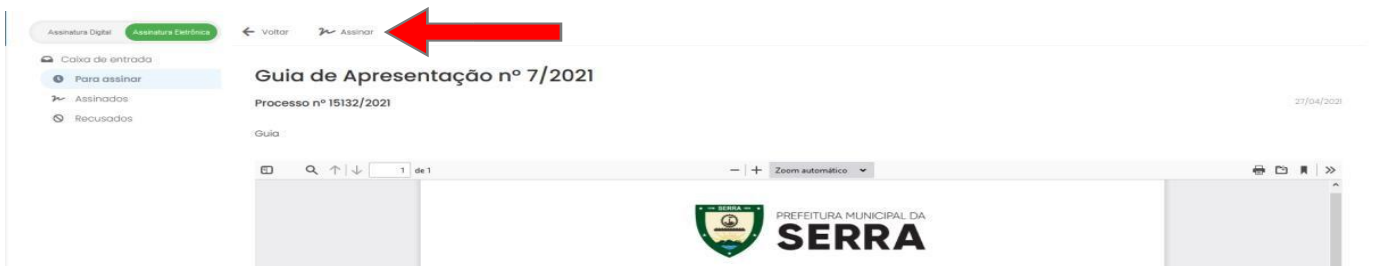 Assinatura Digital Assinatura Eletrônica Voltar Assinar
Caixa de entrada
Para assinar
Assinados
Recusados
Guia de Apresentação nº 7/2021
Processo nº 15132/2021 27/04/2021
Guia
1 de 1 Zoom automático
SERRA
PREFEITURA MUNICIPAL DA
SERRA